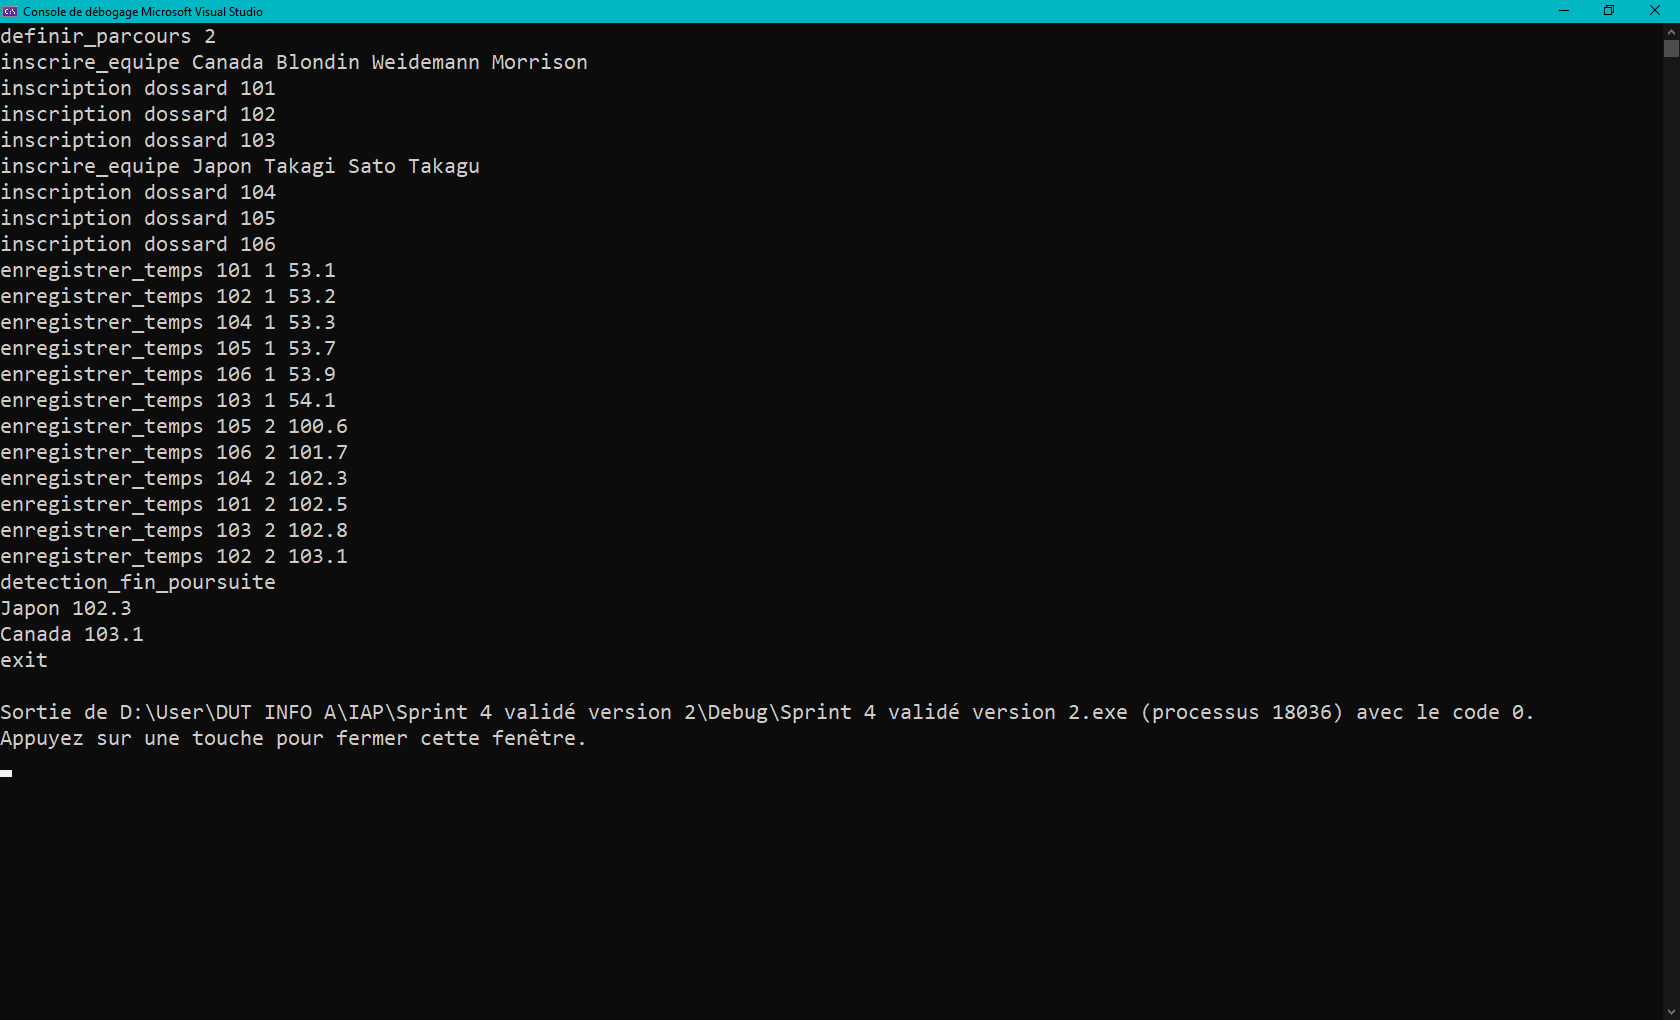 Console de débogage Microsoft Visual Studio
definir_parcours 2
inscrire_equipe Canada Blondin Weidemann Morrison
inscription dossard 101
inscription dossard 102
inscription dossard 103
inscrire_equipe Japon Takagi Sato Takagu
inscription dossard 104
inscription dossard 105
inscription dossard 106
enregistrer_temps 101 1 53.1
enregistrer_temps 102 1 53.2
enregistrer_temps 104 1 53.3
enregistrer_temps 105 1 53.7
enregistrer_temps 106 1 53.9
enregistrer_temps 103 1 54.1
enregistrer_temps 105 2 100.6
enregistrer_temps 106 2 101.7
enregistrer_temps 104 2 102.3
enregistrer_temps 101 2 102.5
enregistrer_temps 103 2 102.8
enregistrer_temps 102 2 103.1
detection_fin_poursuite
Japon 102.3
Canada 103.1
exit
Sortie de D:\User\DUT INFO A\IAP\Sprint 4 validé version 2\Debug\Sprint 4 validé version 2.exe (processus 18036) avec le code 0.
Appuyez sur une touche pour fermer cette fenêtre.